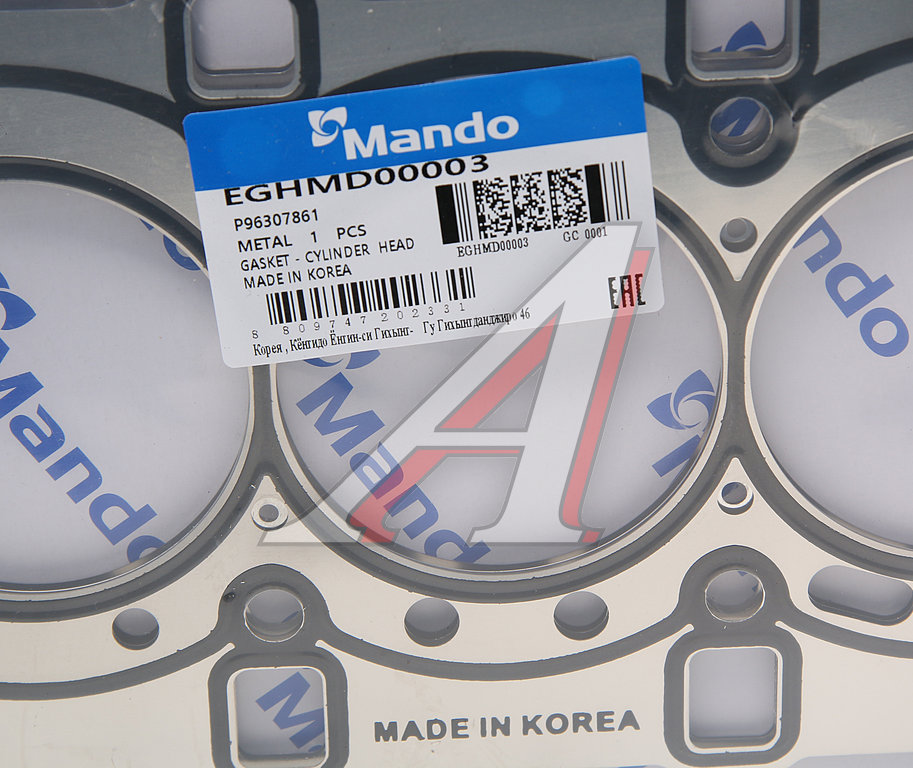 Mando
EGHMD00003
P96307861
METAL 1 PCS
GASKET - CYLINDER HEAD
MADE IN KOREA
EGHMD00003 GC 0001
EAC
8 809747 202331
Корея , Кёнгидо Ёнгин-си Гихынг- Гу Гихынгданджиро 46
Mando
Mando
Mando
MADE IN KOREA